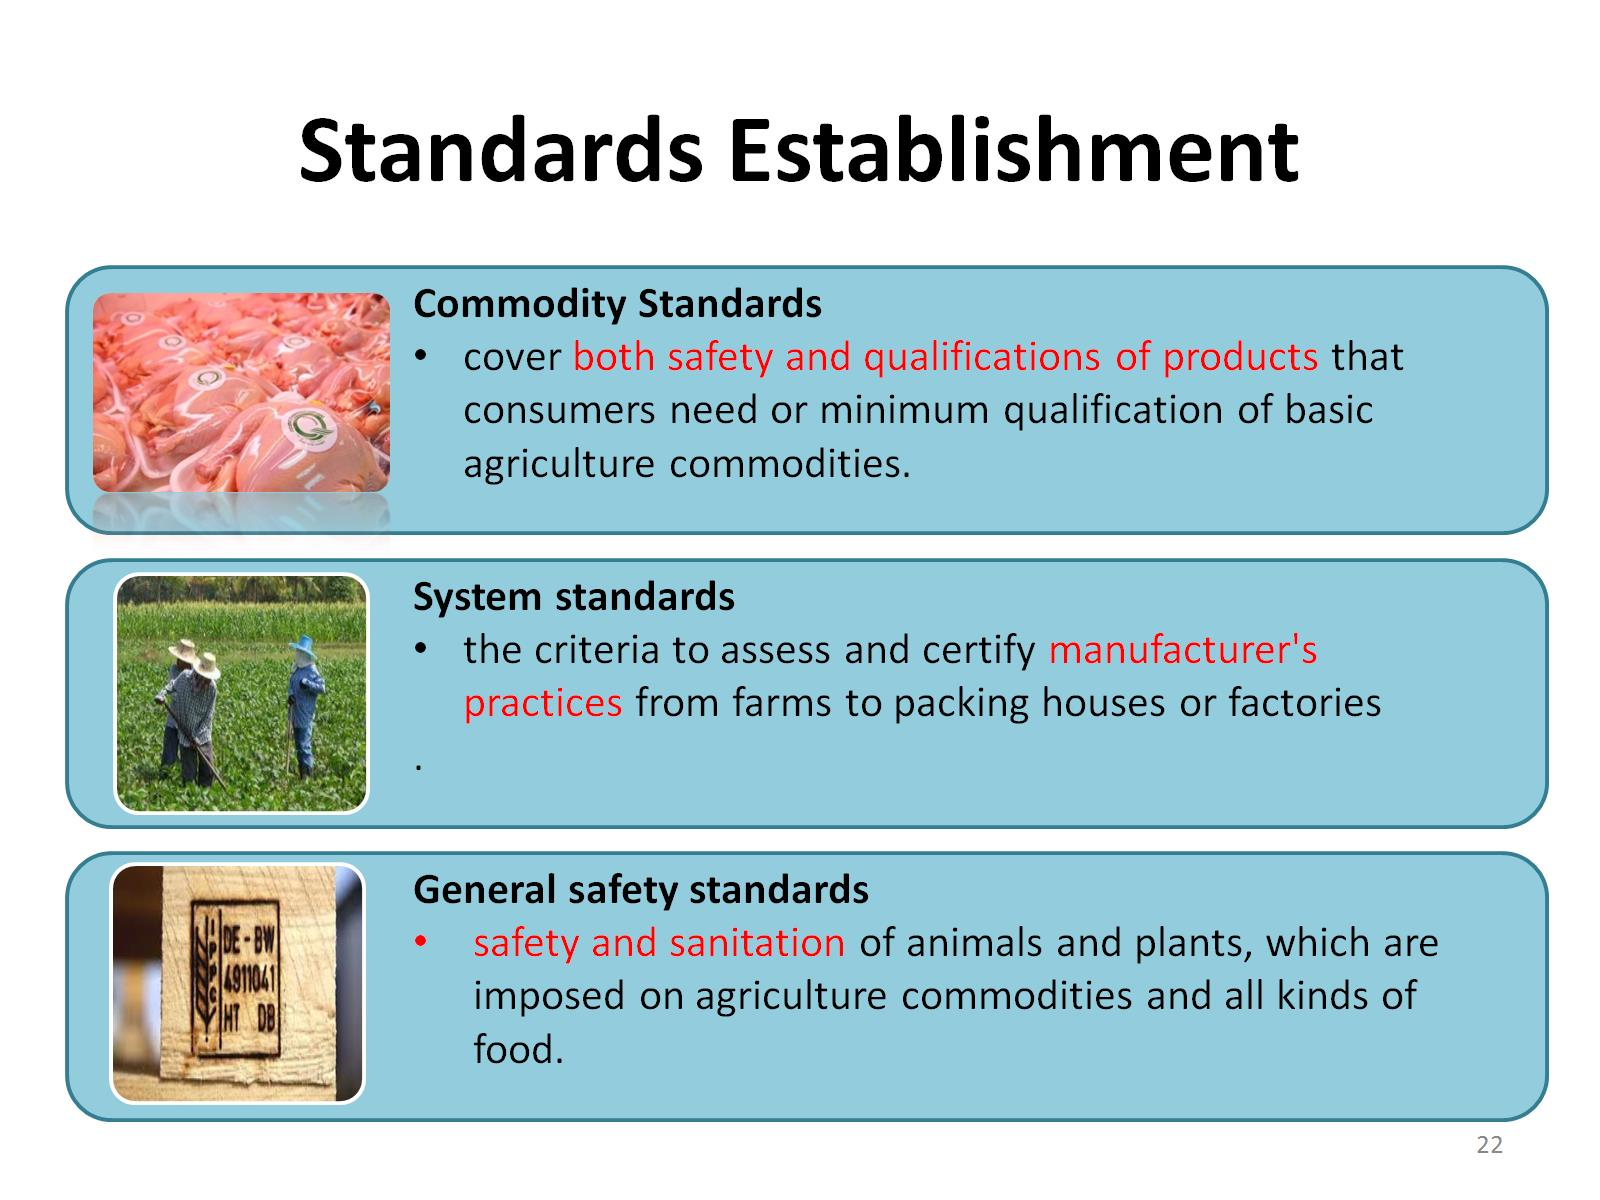 Standards Establishment
Commodity Standards
• cover both safety and qualifications of products that
consumers need or minimum qualification of basic
agriculture commodities.
System standards
• the criteria to assess and certify manufacturer's
practices from farms to packing houses or factories
.
General safety standards
• safety and sanitation of animals and plants, which are
imposed on agriculture commodities and all kinds of
food.
IPPC
DE - BW
4911041
HT DB
22